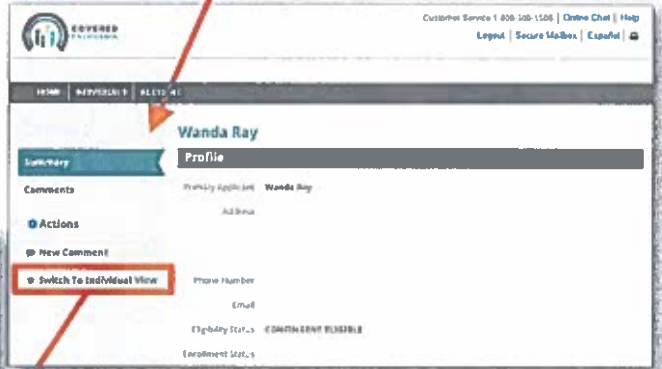 COVERED
CALIFORNIA
Customer Service 1-800-300-1506 | Online Chat | Help
Logout | Secure Mailbox | Español
HOME INDIVIDUALS
Wanda Ray
Summary
Profile
Comments
Primary Applicant Wanda Ray
Address
Actions
New Comment
Switch To Individual View
Phone Number
Email
Eligibility Status
Enrollment Status